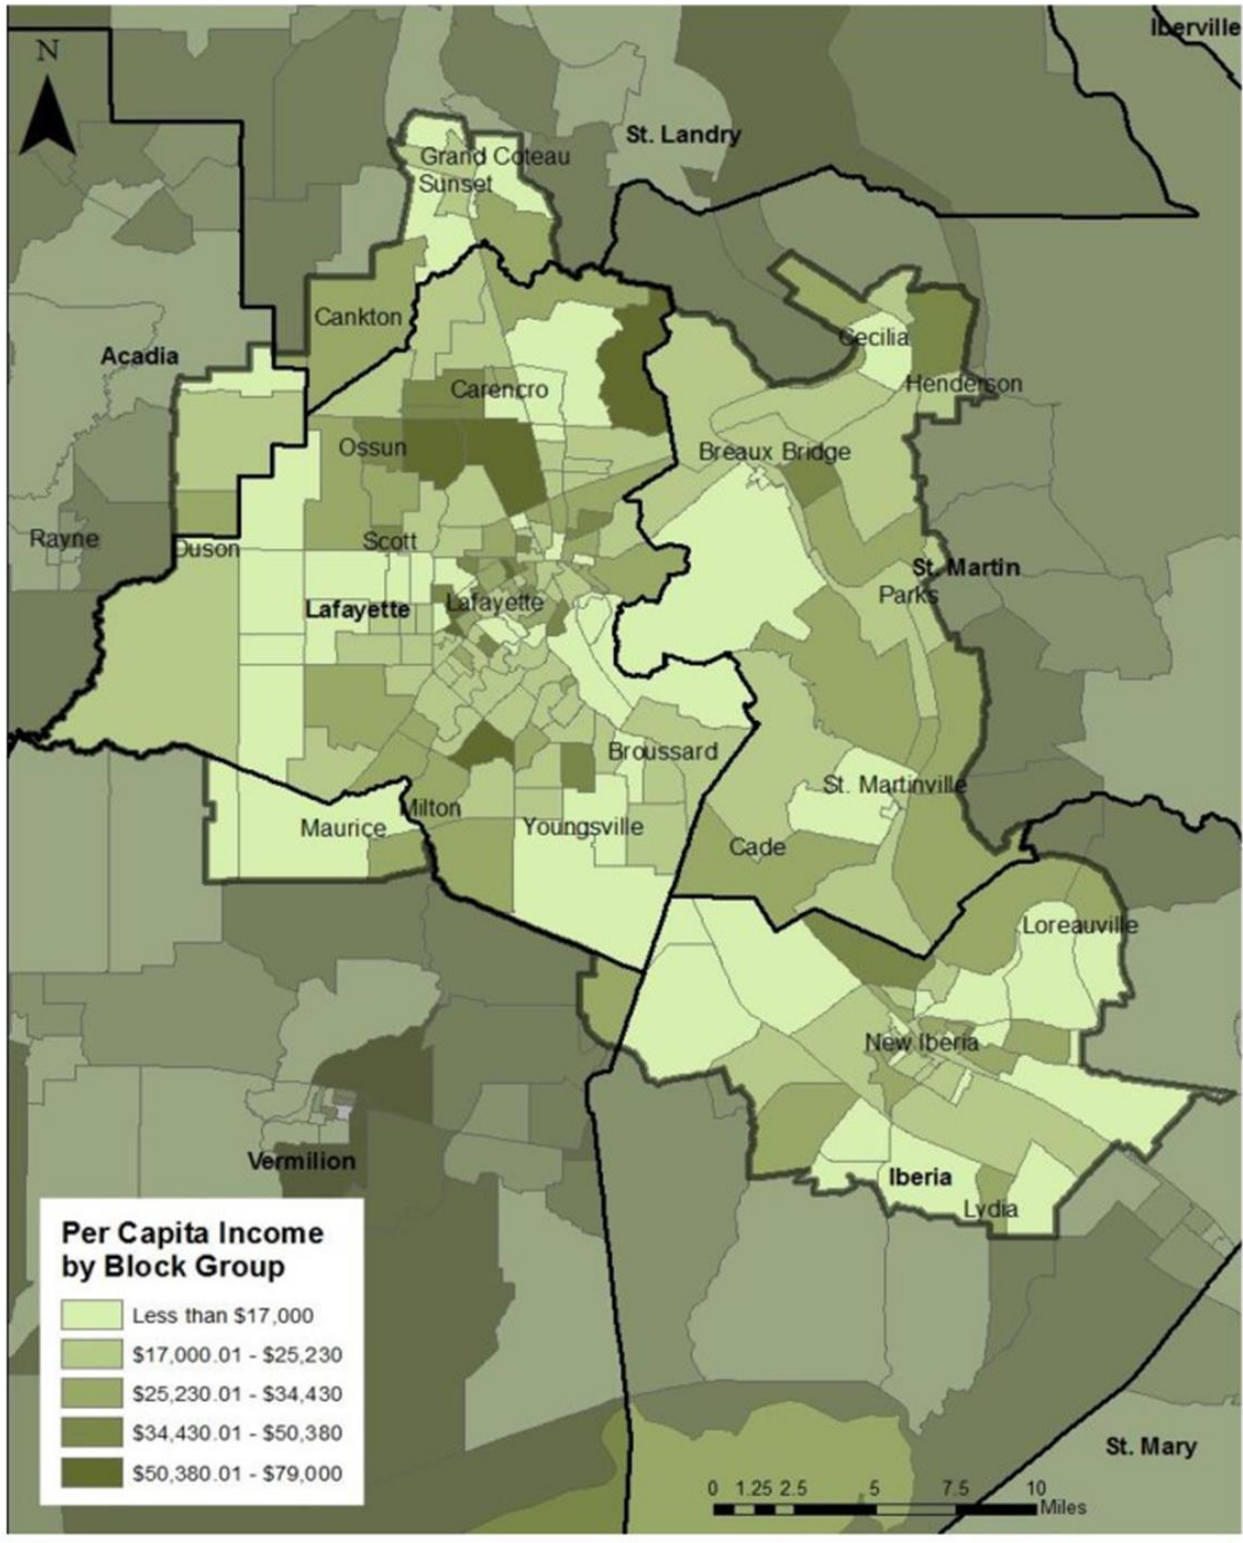 Iberville
N
St. Landry
Grand Coteau
Sunset
Cankton
Cecilia
Acadia
Henderson
Carencro
Ossun
Breaux Bridge
Rayne
Duson
Scott
St. Martin
Parks
Lafayette
Lafayette
Broussard
St. Martinville
Milton
Maurice
Youngsville
Cade
Loreauville
New Iberia
Vermilion
Iberia
Lydia
Per Capita Income
by Block Group
Less than $17,000
$17,000.01 - $25,230
$25,230.01 - $34,430
$34,430.01 - $50,380
$50,380.01 - $79,000
St. Mary
0 1.25 2.5 5 7.5 10
Miles